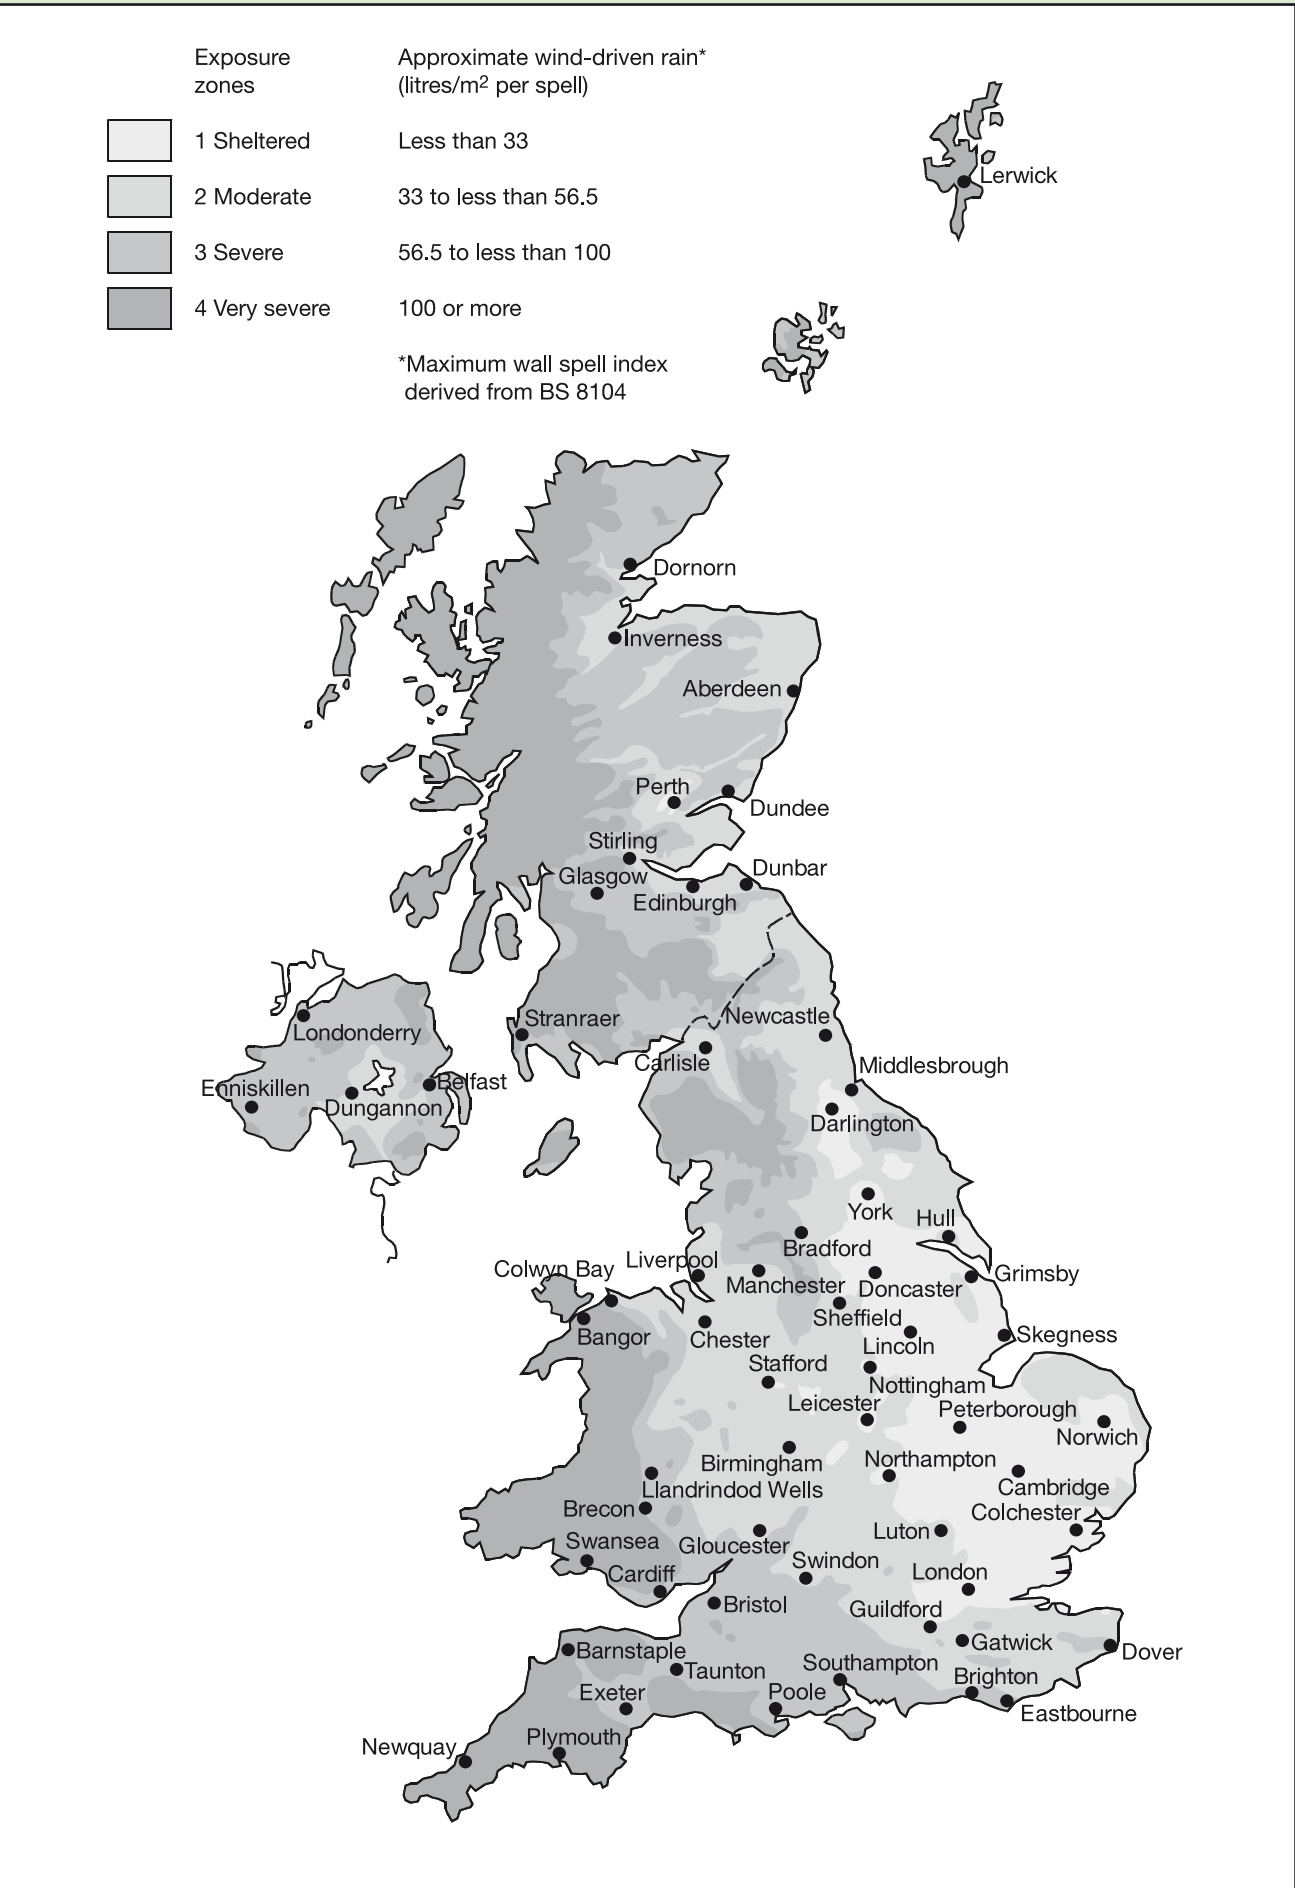 Exposure zones
Approximate wind-driven rain* (litres/m2 per spell)
1 Sheltered
Less than 33
2 Moderate
33 to less than 56.5
3 Severe
56.5 to less than 100
4 Very severe
100 or more
*Maximum wall spell index
derived from BS 8104
Lerwick
Dornorn
Inverness
Aberdeen
Perth
Dundee
Stirling
Dunbar
Glasgow
Edinburgh
Stranraer
Newcastle
Londonderry
Carlisle
Middlesbrough
Enniskillen
Belfast
Dungannon
Darlington
York
Hull
Bradford
Colwyn Bay
Liverpool
Manchester
Doncaster
Grimsby
Sheffield
Bangor
Chester
Lincoln
Skegness
Stafford
Nottingham
Leicester
Peterborough
Norwich
Birmingham
Northampton
Llandrindod Wells
Cambridge
Brecon
Colchester
Swansea
Gloucester
Luton
Cardiff
Swindon
London
Bristol
Guildford
Barnstaple
Gatwick
Dover
Taunton
Southampton
Brighton
Exeter
Poole
Eastbourne
Plymouth
Newquay